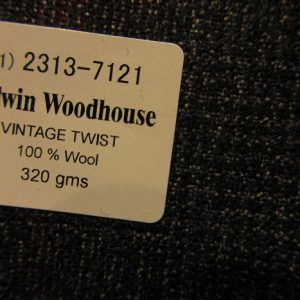 1) 2313-7121
dwin Woodhouse
VINTAGE TWIST
100 % Wool
320 gms